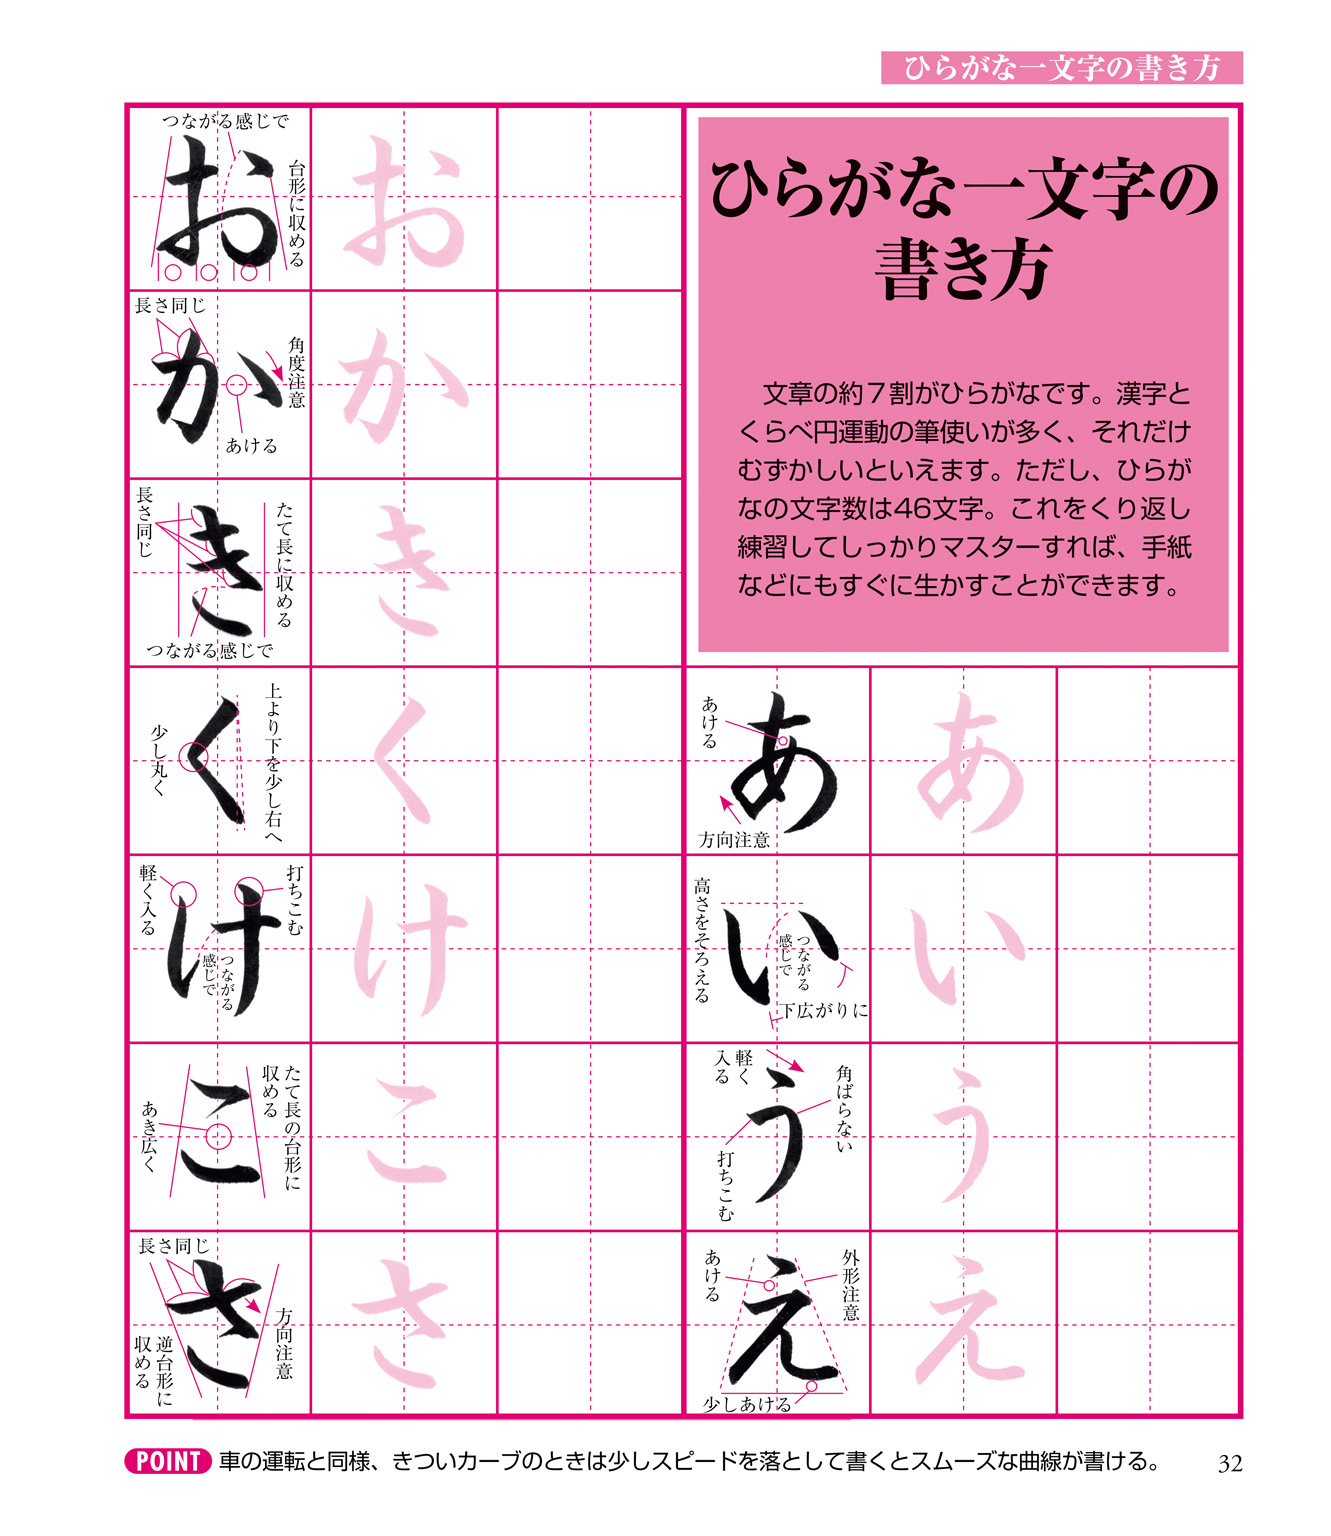 ひらがな一文字の書き方
ひらがな一文字の
書き方
文章の約7割がひらがなです。漢字と
くらべ円運動の筆使いが多く、それだけ
むずかしいといえます。ただし、ひらが
なの文字数は46文字。これをくり返し
練習してしっかりマスターすれば、手紙
などにもすぐに生かすことができます。
あ
あ
あける
方向注意
い
い
高さをそろえる
つながる
感じで
下広がりに
う
う
軽く
入る
角ばらない
打ちこむ
え
え
外形注意
あける
少しあける
お
お
つながる感じで
台形に収める
か
か
長さ同じ
角度注意
あける
き
き
長さ同じ
たて長に収める
つながる感じで
く
く
上より下を少し右へ
少し丸く
け
け
打ちこむ
軽く入る
つながる
感じで
こ
こ
たて長の台形に
収める
あき広く
さ
さ
長さ同じ
方向注意
逆台形に
収める
POINT 車の運転と同様、きついカーブのときは少しスピードを落として書くとスムーズな曲線が書ける。
32